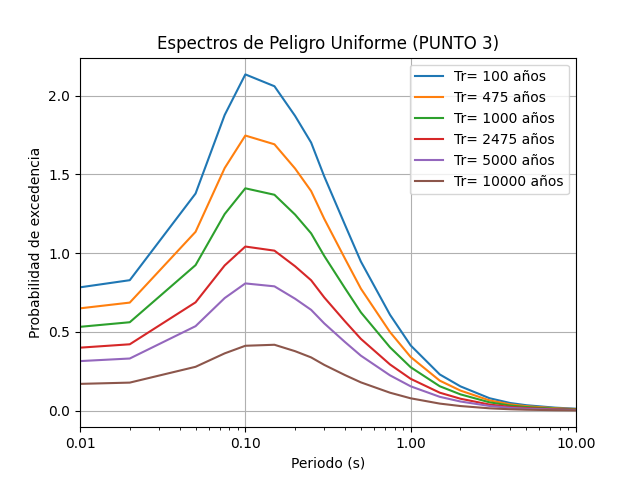 Espectros de Peligro Uniforme (PUNTO 3)
Tr= 100 años
Tr= 475 años
Tr= 1000 años
Tr= 2475 años
Tr= 5000 años
Tr= 10000 años
Probabilidad de excedencia
2.0
1.5
1.0
0.5
0.0
0.01 0.10 1.00 10.00
Periodo (s)